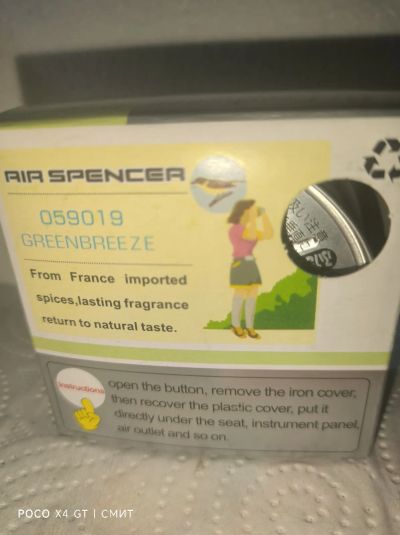 AIR SPENCER
059019
GREENBREEZE
From France imported
spices,lasting fragrance
return to natural taste.
instructions
open the button, remove the iron cover,
then recover the plastic cover, put it
directly under the seat, instrument panel,
air outlet and so on.
POCO X4 GT | СМИТ